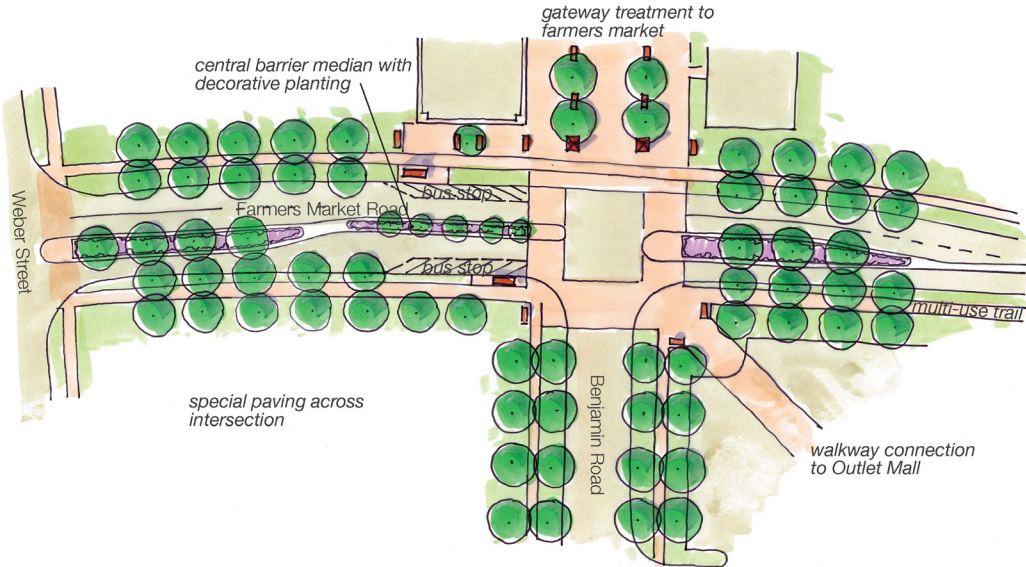 gateway treatment to
farmers market
central barrier median with
decorative planting
bus stop
Farmers Market Road
Weber Street
bus stop
multi-use trail
special paving across
intersection
Benjamin Road
walkway connection
to Outlet Mall